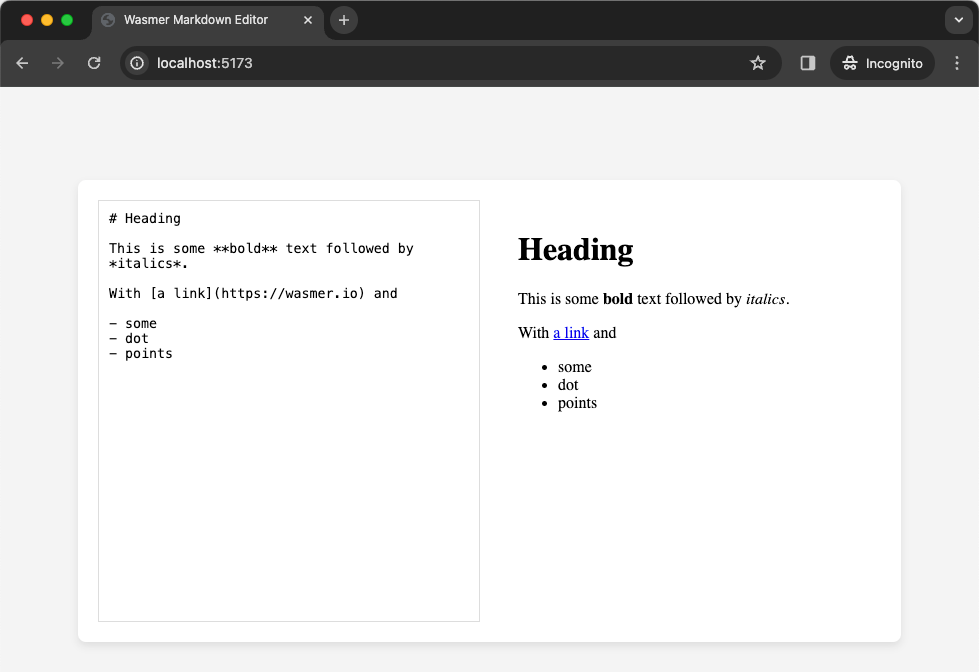 Wasmer Markdown Editor
localhost:5173
Incognito
# Heading
This is some **bold** text followed by
*italics*.
With [a link](https://wasmer.io) and
- some
- dot
- points
Heading
This is some bold text followed by italics.
With a link and
• some
• dot
• points